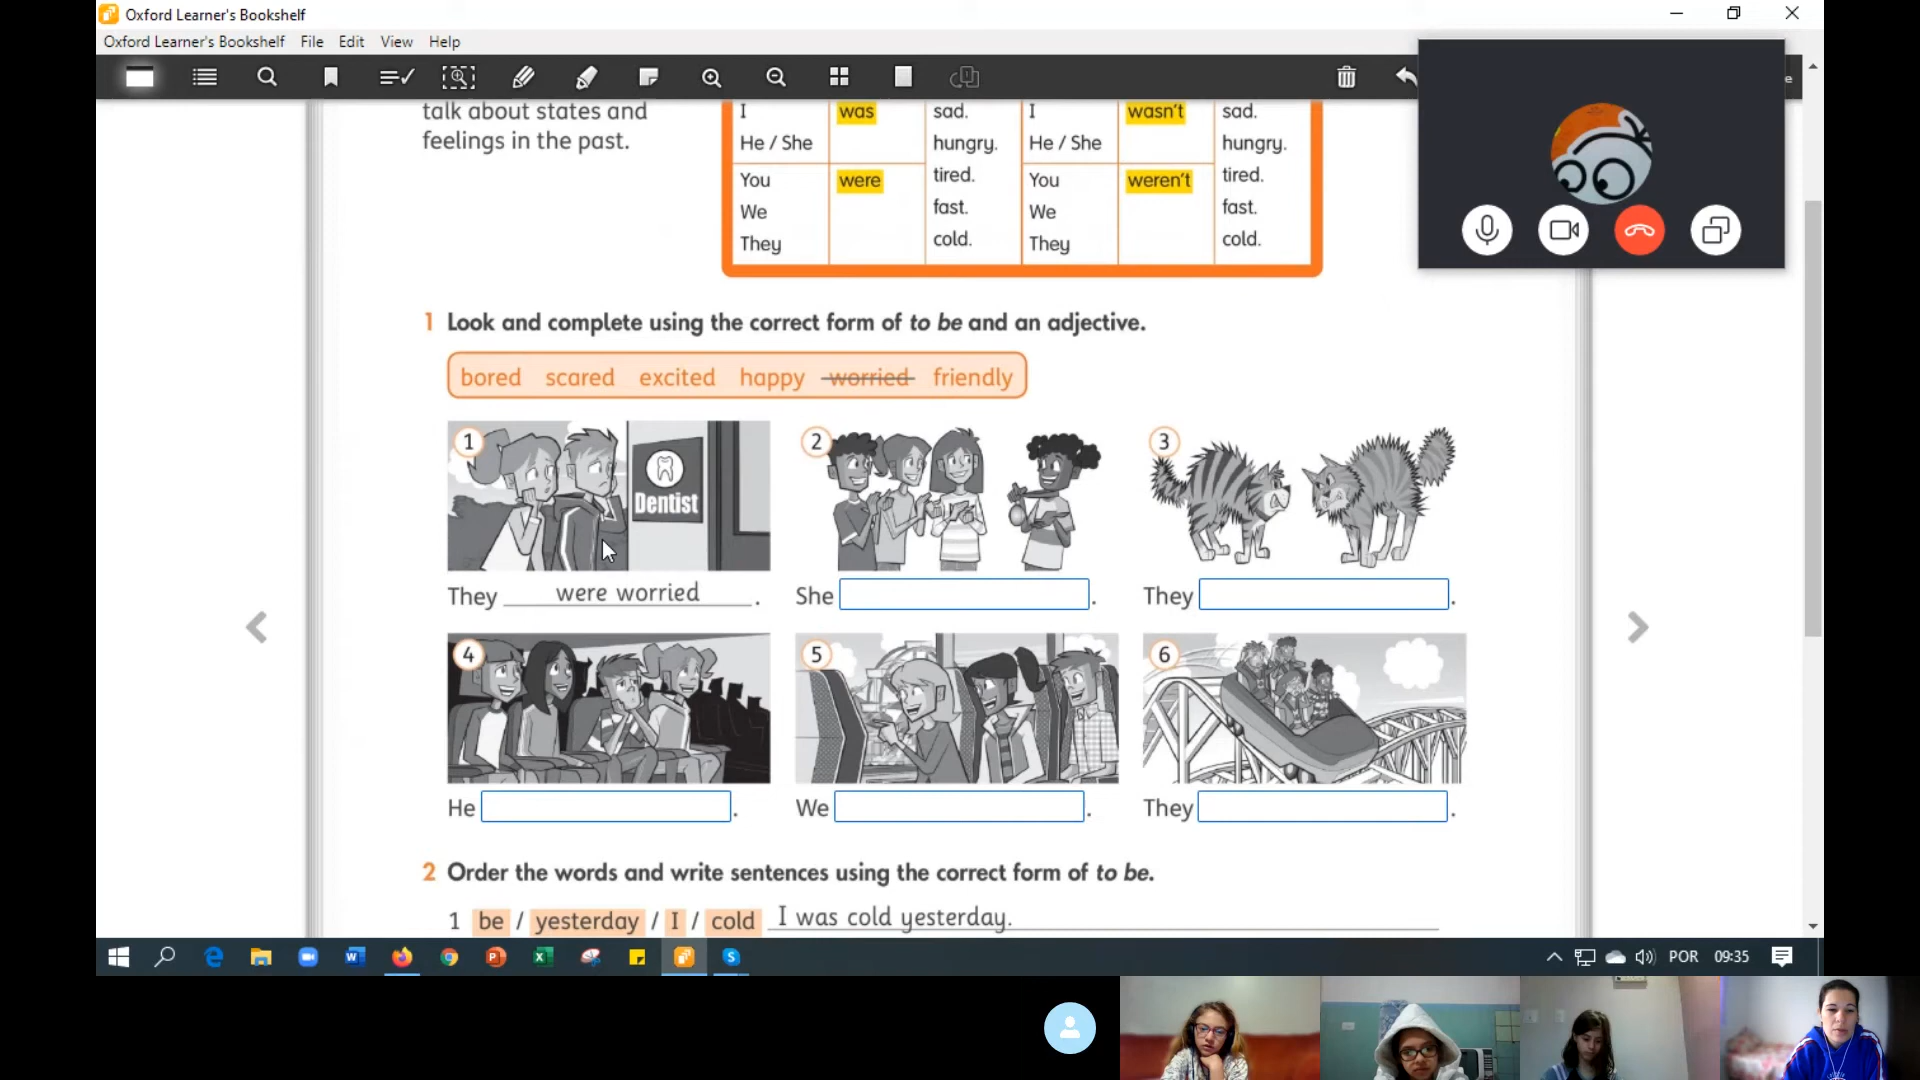 Oxford Learner's Bookshelf
Oxford Learner's Bookshelf File Edit View Help
talk about states and
feelings in the past.
I was sad. I wasn't sad.
He / She hungry. He / She hungry.
You were tired. You weren't tired.
We fast. We fast.
They cold. They cold.
1 Look and complete using the correct form of to be and an adjective.
bored scared excited happy worried friendly
1 2 3
Dentist
They were worried . She . They .
4 5 6
He . We . They .
2 Order the words and write sentences using the correct form of to be.
1 be / yesterday / I / cold I was cold yesterday.
POR 09:35